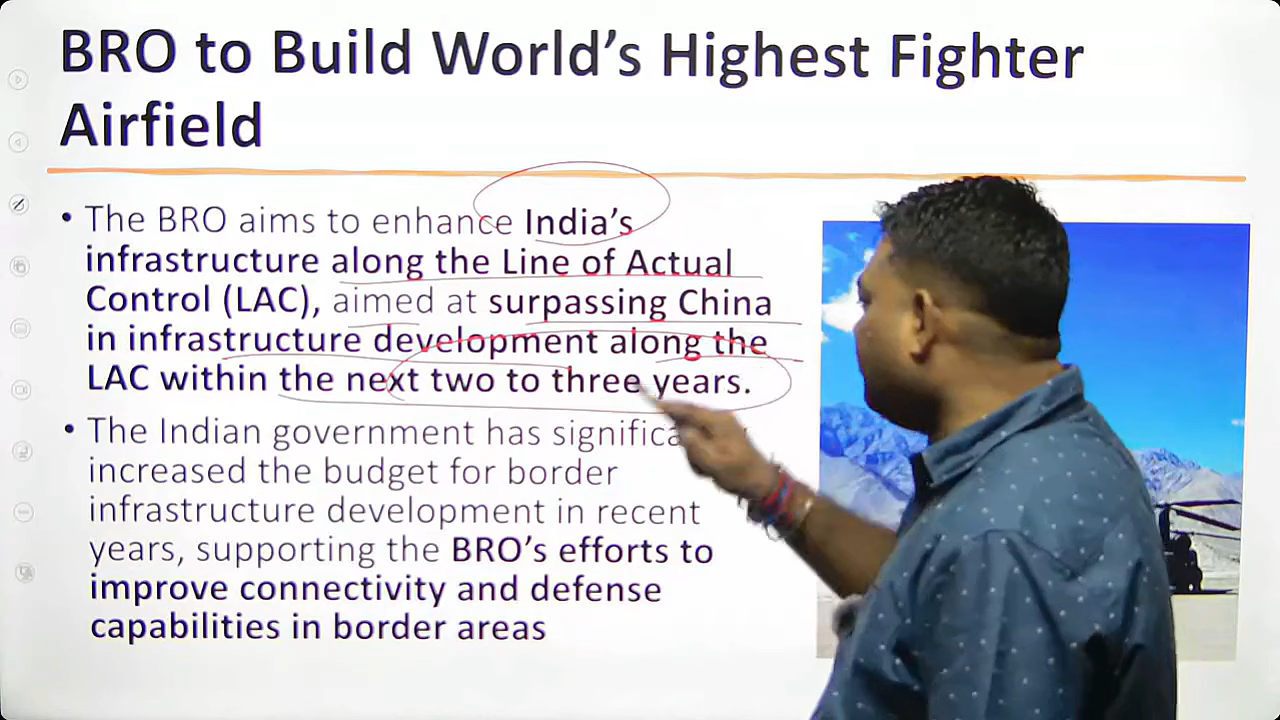 BRO to Build World's Highest Fighter
Airfield
• The BRO aims to enhance India's
infrastructure along the Line of Actual
Control (LAC), aimed at surpassing China
in infrastructure development along the
LAC within the next two to three years.
• The Indian government has
increased the budget for border
infrastructure development in recent
years, supporting the BRO's efforts to
improve connectivity and defense
capabilities in border areas